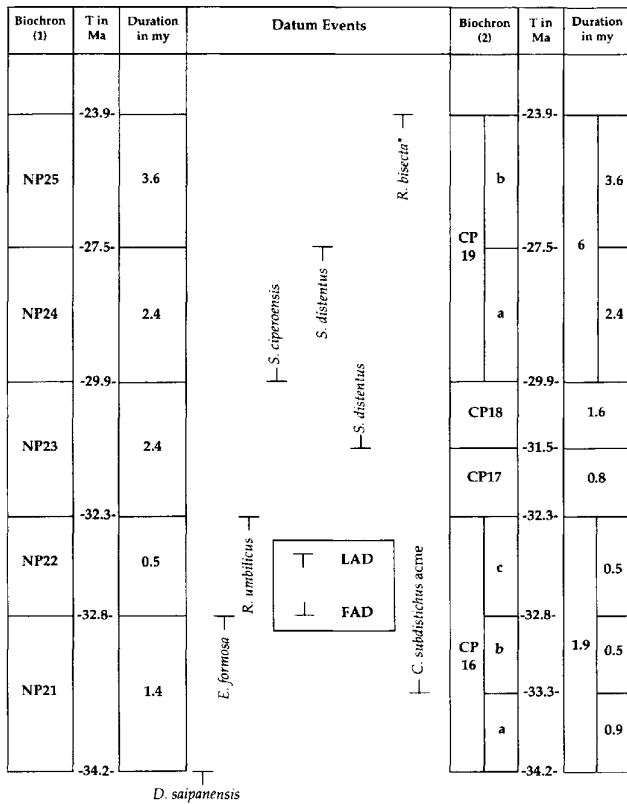 Biochron (1) T in Ma Duration in my Datum Events Biochron (2) T in Ma Duration in my
-23.9- -23.9-
R. bisecta*
NP25 3.6 b 3.6
CP 19 6
-27.5- -27.5-
S. distentus
NP24 2.4 a 2.4
S. ciperoensis
-29.9- -29.9-
S. distentus
CP18 1.6
NP23 2.4
-31.5- -31.5-
CP17 0.8
-32.3- -32.3-
R. umbilicus
NP22 0.5 c 0.5
LAD
FAD
C. subdistichus acme
-32.8- -32.8-
E. formosa
CP 16 b 1.9 0.5
NP21 1.4
-33.3- -33.3-
a 0.9
-34.2- -34.2-
D. saipanensis